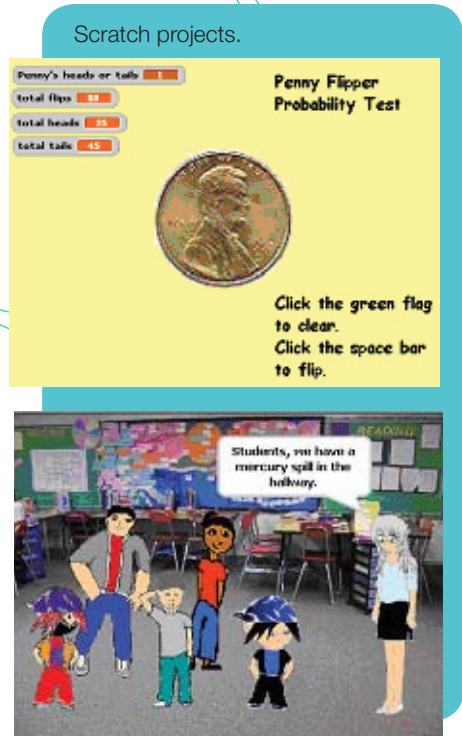 Scratch projects.
Penny's heads or tails 1
total flips 80
total heads 35
total tails 45
Penny Flipper
Probability Test
Click the green flag
to clear.
Click the space bar
to flip.
READING
Students, we have a
mercury spill in the
hallway.